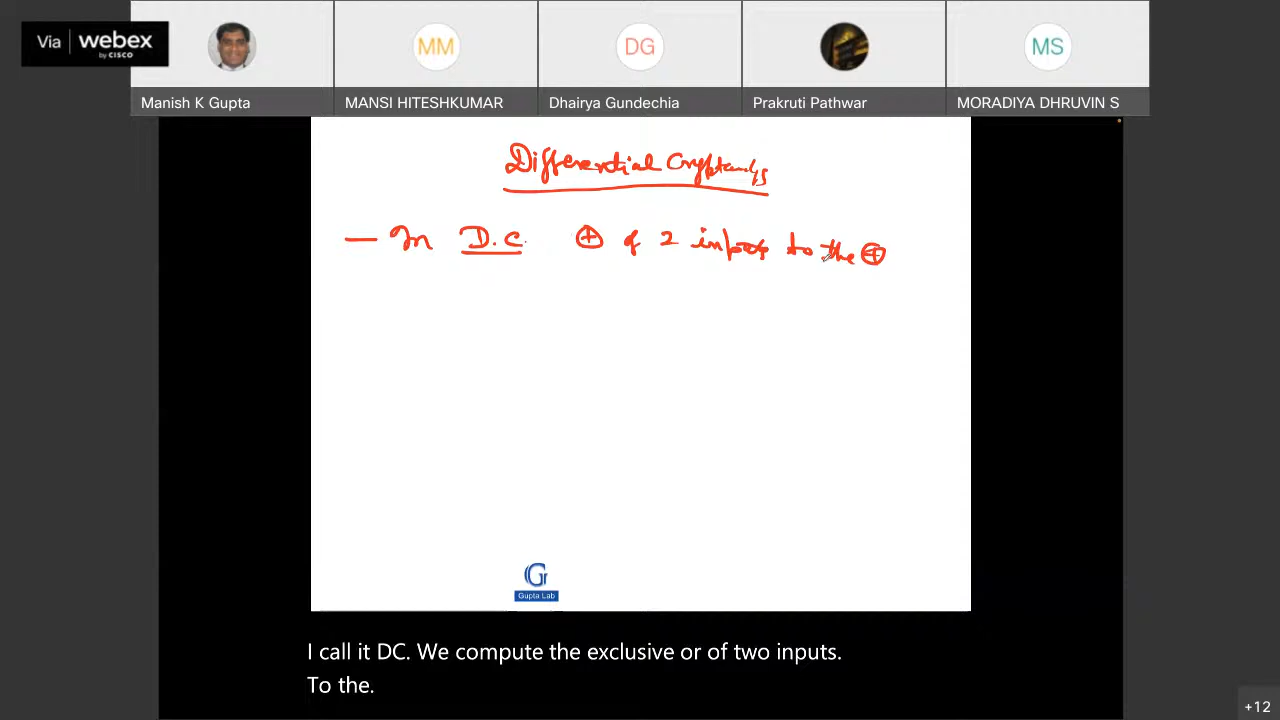 Via webex
by CISCO
MM
DG
MS
Manish K Gupta
MANSI HITESHKUMAR
Dhairya Gundechia
Prakruti Pathwar
MORADIYA DHRUVIN S
Differential Cryptanalys
— In D.C. ⊕ of 2 inputs to the ⊕
G
Gupta Lab
I call it DC. We compute the exclusive or of two inputs.
To the.
+12